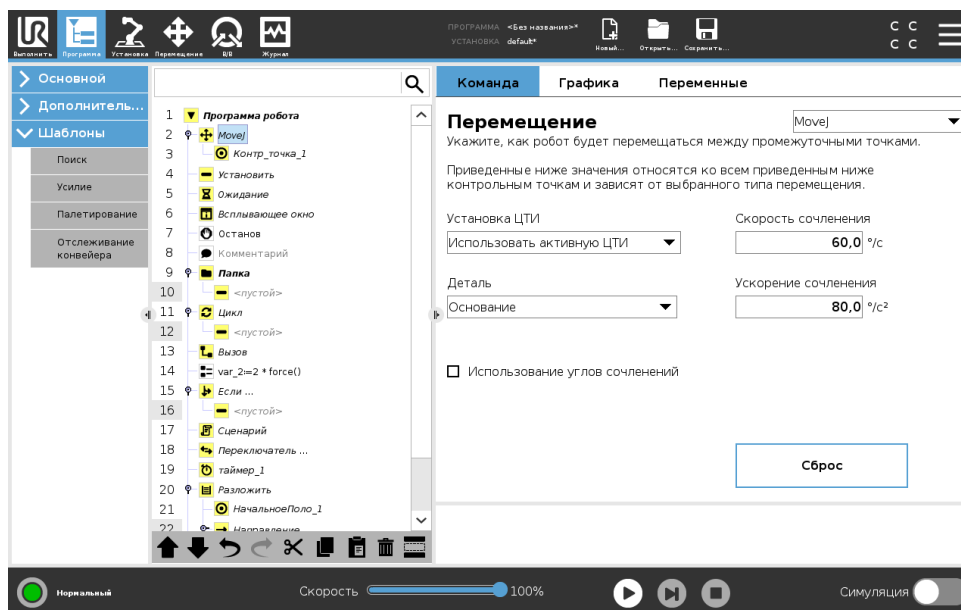 Выполнить
Программа
Установка
Перемещение
В/В
Журнал
ПРОГРАММА <Без названия>*
УСТАНОВКА default*
Новый...
Открыть...
Сохранить...
C C
C C
Основной
Дополнитель...
Шаблоны
Поиск
Усилие
Палетирование
Отслеживание
конвейера
1 Программа робота
2 MoveJ
3 Контр_точка_1
4 Установить
5 Ожидание
6 Всплывающее окно
7 Останов
8 Комментарий
9 Папка
10 <пустой>
11 Цикл
12 <пустой>
13 Вызов
14 var_2:=2 * force()
15 Если ...
16 <пустой>
17 Сценарий
18 Переключатель ...
19 таймер_1
20 Разложить
21 НачальноеПоло_1
22 Направление
Команда
Графика
Переменные
Перемещение
MoveJ
Укажите, как робот будет перемещаться между промежуточными точками.
Приведенные ниже значения относятся ко всем приведенным ниже
контрольным точкам и зависят от выбранного типа перемещения.
Установка ЦТИ
Скорость сочленения
Использовать активную ЦТИ
60,0 °/с
Деталь
Ускорение сочленения
Основание
80,0 °/с²
Использование углов сочленений
Сброс
Нормальный
Скорость
100%
Симуляция